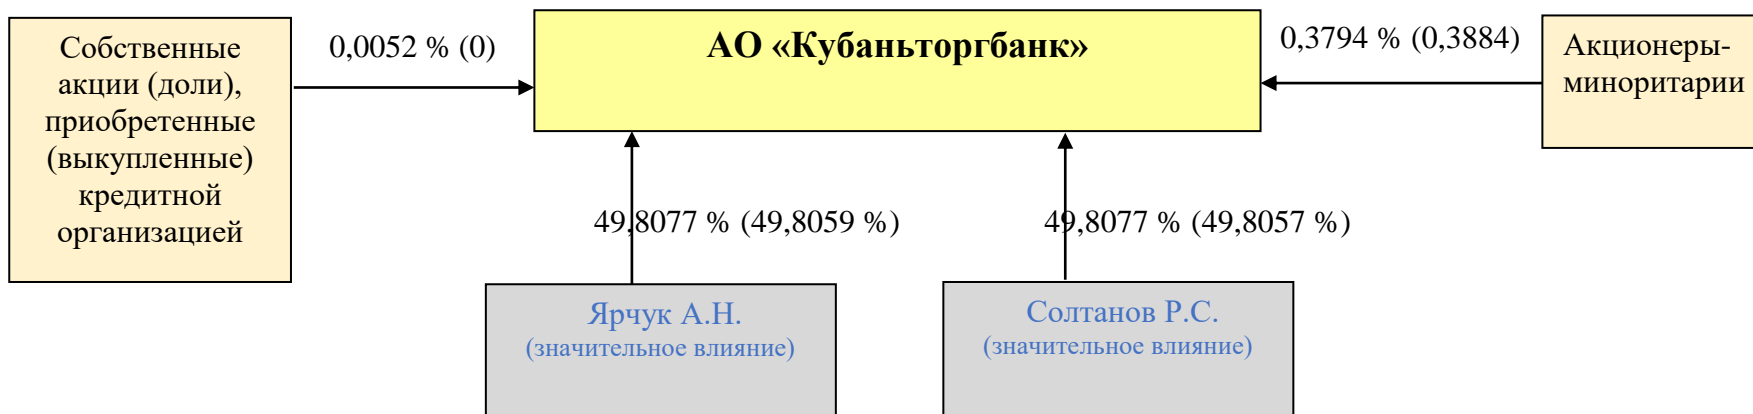 Собственные
акции (доли),
приобретенные
(выкупленные)
кредитной
организацией
0,0052 % (0)
АО «Кубаньторгбанк»
0,3794 % (0,3884)
Акционеры-
миноритарии
49,8077 % (49,8059 %)
49,8077 % (49,8057 %)
Ярчук А.Н.
(значительное влияние)
Солтанов Р.С.
(значительное влияние)